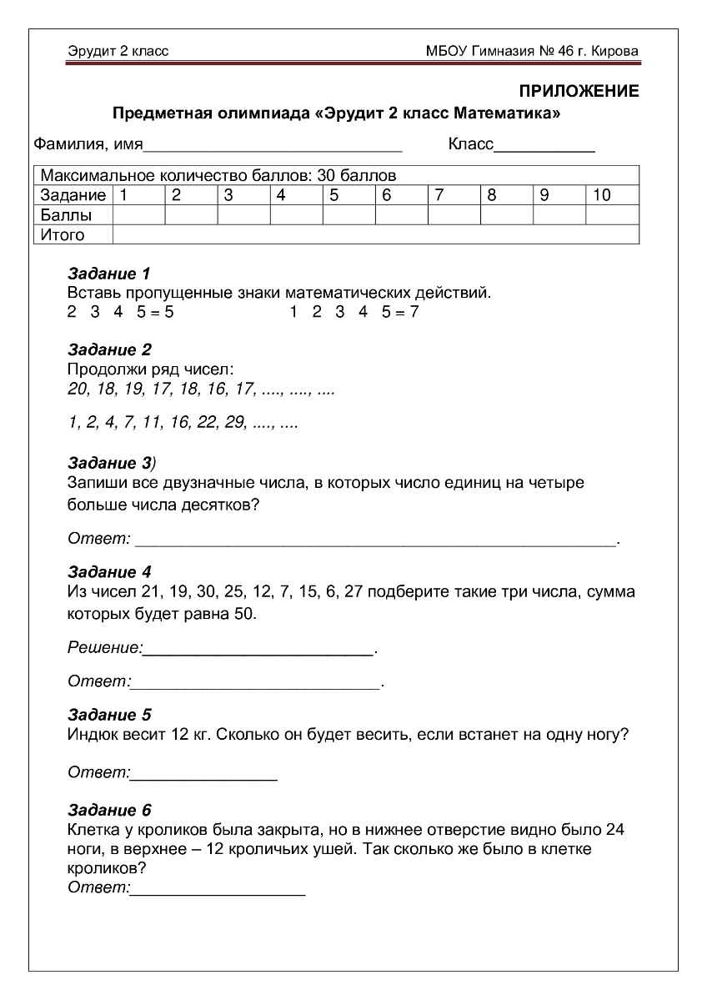 Эрудит 2 класс МБОУ Гимназия № 46 г. Кирова
ПРИЛОЖЕНИЕ
Предметная олимпиада «Эрудит 2 класс Математика»
Фамилия, имя____________________________ Класс___________
Максимальное количество баллов: 30 баллов
Задание 1 2 3 4 5 6 7 8 9 10
Баллы
Итого
Задание 1
Вставь пропущенные знаки математических действий.
2 3 4 5 = 5 1 2 3 4 5 = 7
Задание 2
Продолжи ряд чисел:
20, 18, 19, 17, 18, 16, 17, ...., ...., ....
1, 2, 4, 7, 11, 16, 22, 29, ...., ....
Задание 3)
Запиши все двузначные числа, в которых число единиц на четыре
больше числа десятков?
Ответ: ____________________________________________________.
Задание 4
Из чисел 21, 19, 30, 25, 12, 7, 15, 6, 27 подберите такие три числа, сумма
которых будет равна 50.
Решение:_________________________.
Ответ:___________________________.
Задание 5
Индюк весит 12 кг. Сколько он будет весить, если встанет на одну ногу?
Ответ:________________
Задание 6
Клетка у кроликов была закрыта, но в нижнее отверстие видно было 24
ноги, в верхнее – 12 кроличьих ушей. Так сколько же было в клетке
кроликов?
Ответ:___________________